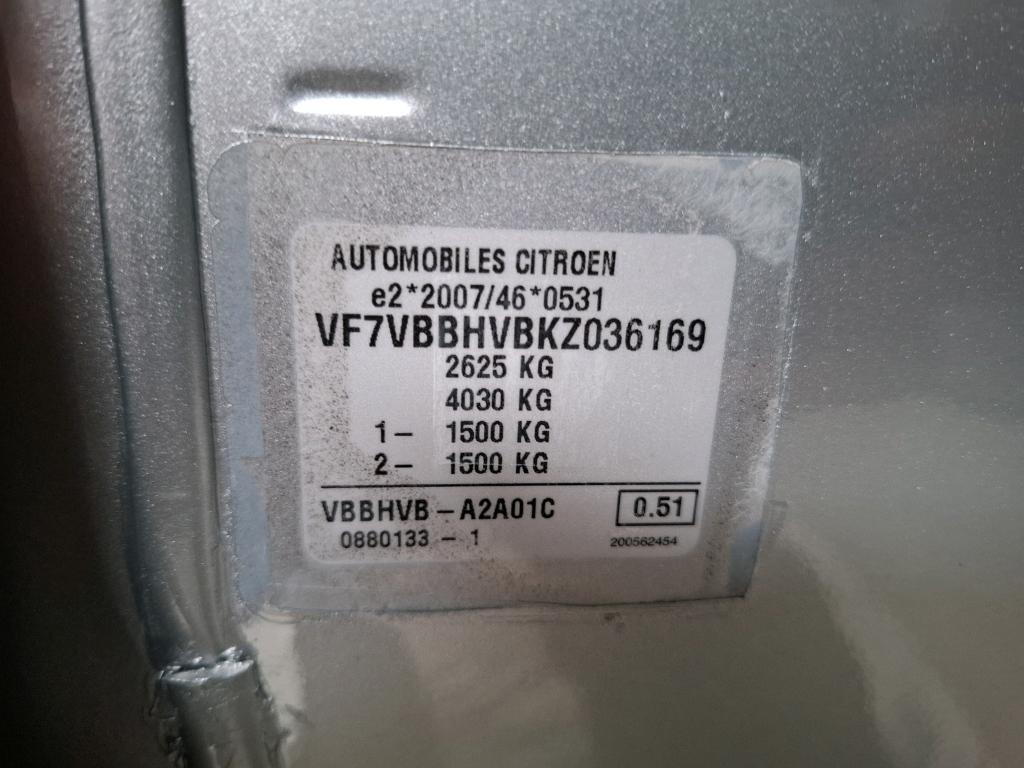 AUTOMOBILES CITROEN
e2*2007/46*0531
VF7VBBHVBKZ036169
2625 KG
4030 KG
1- 1500 KG
2- 1500 KG
VBBHVB-A2A01C 0.51
0880133 - 1 200562454